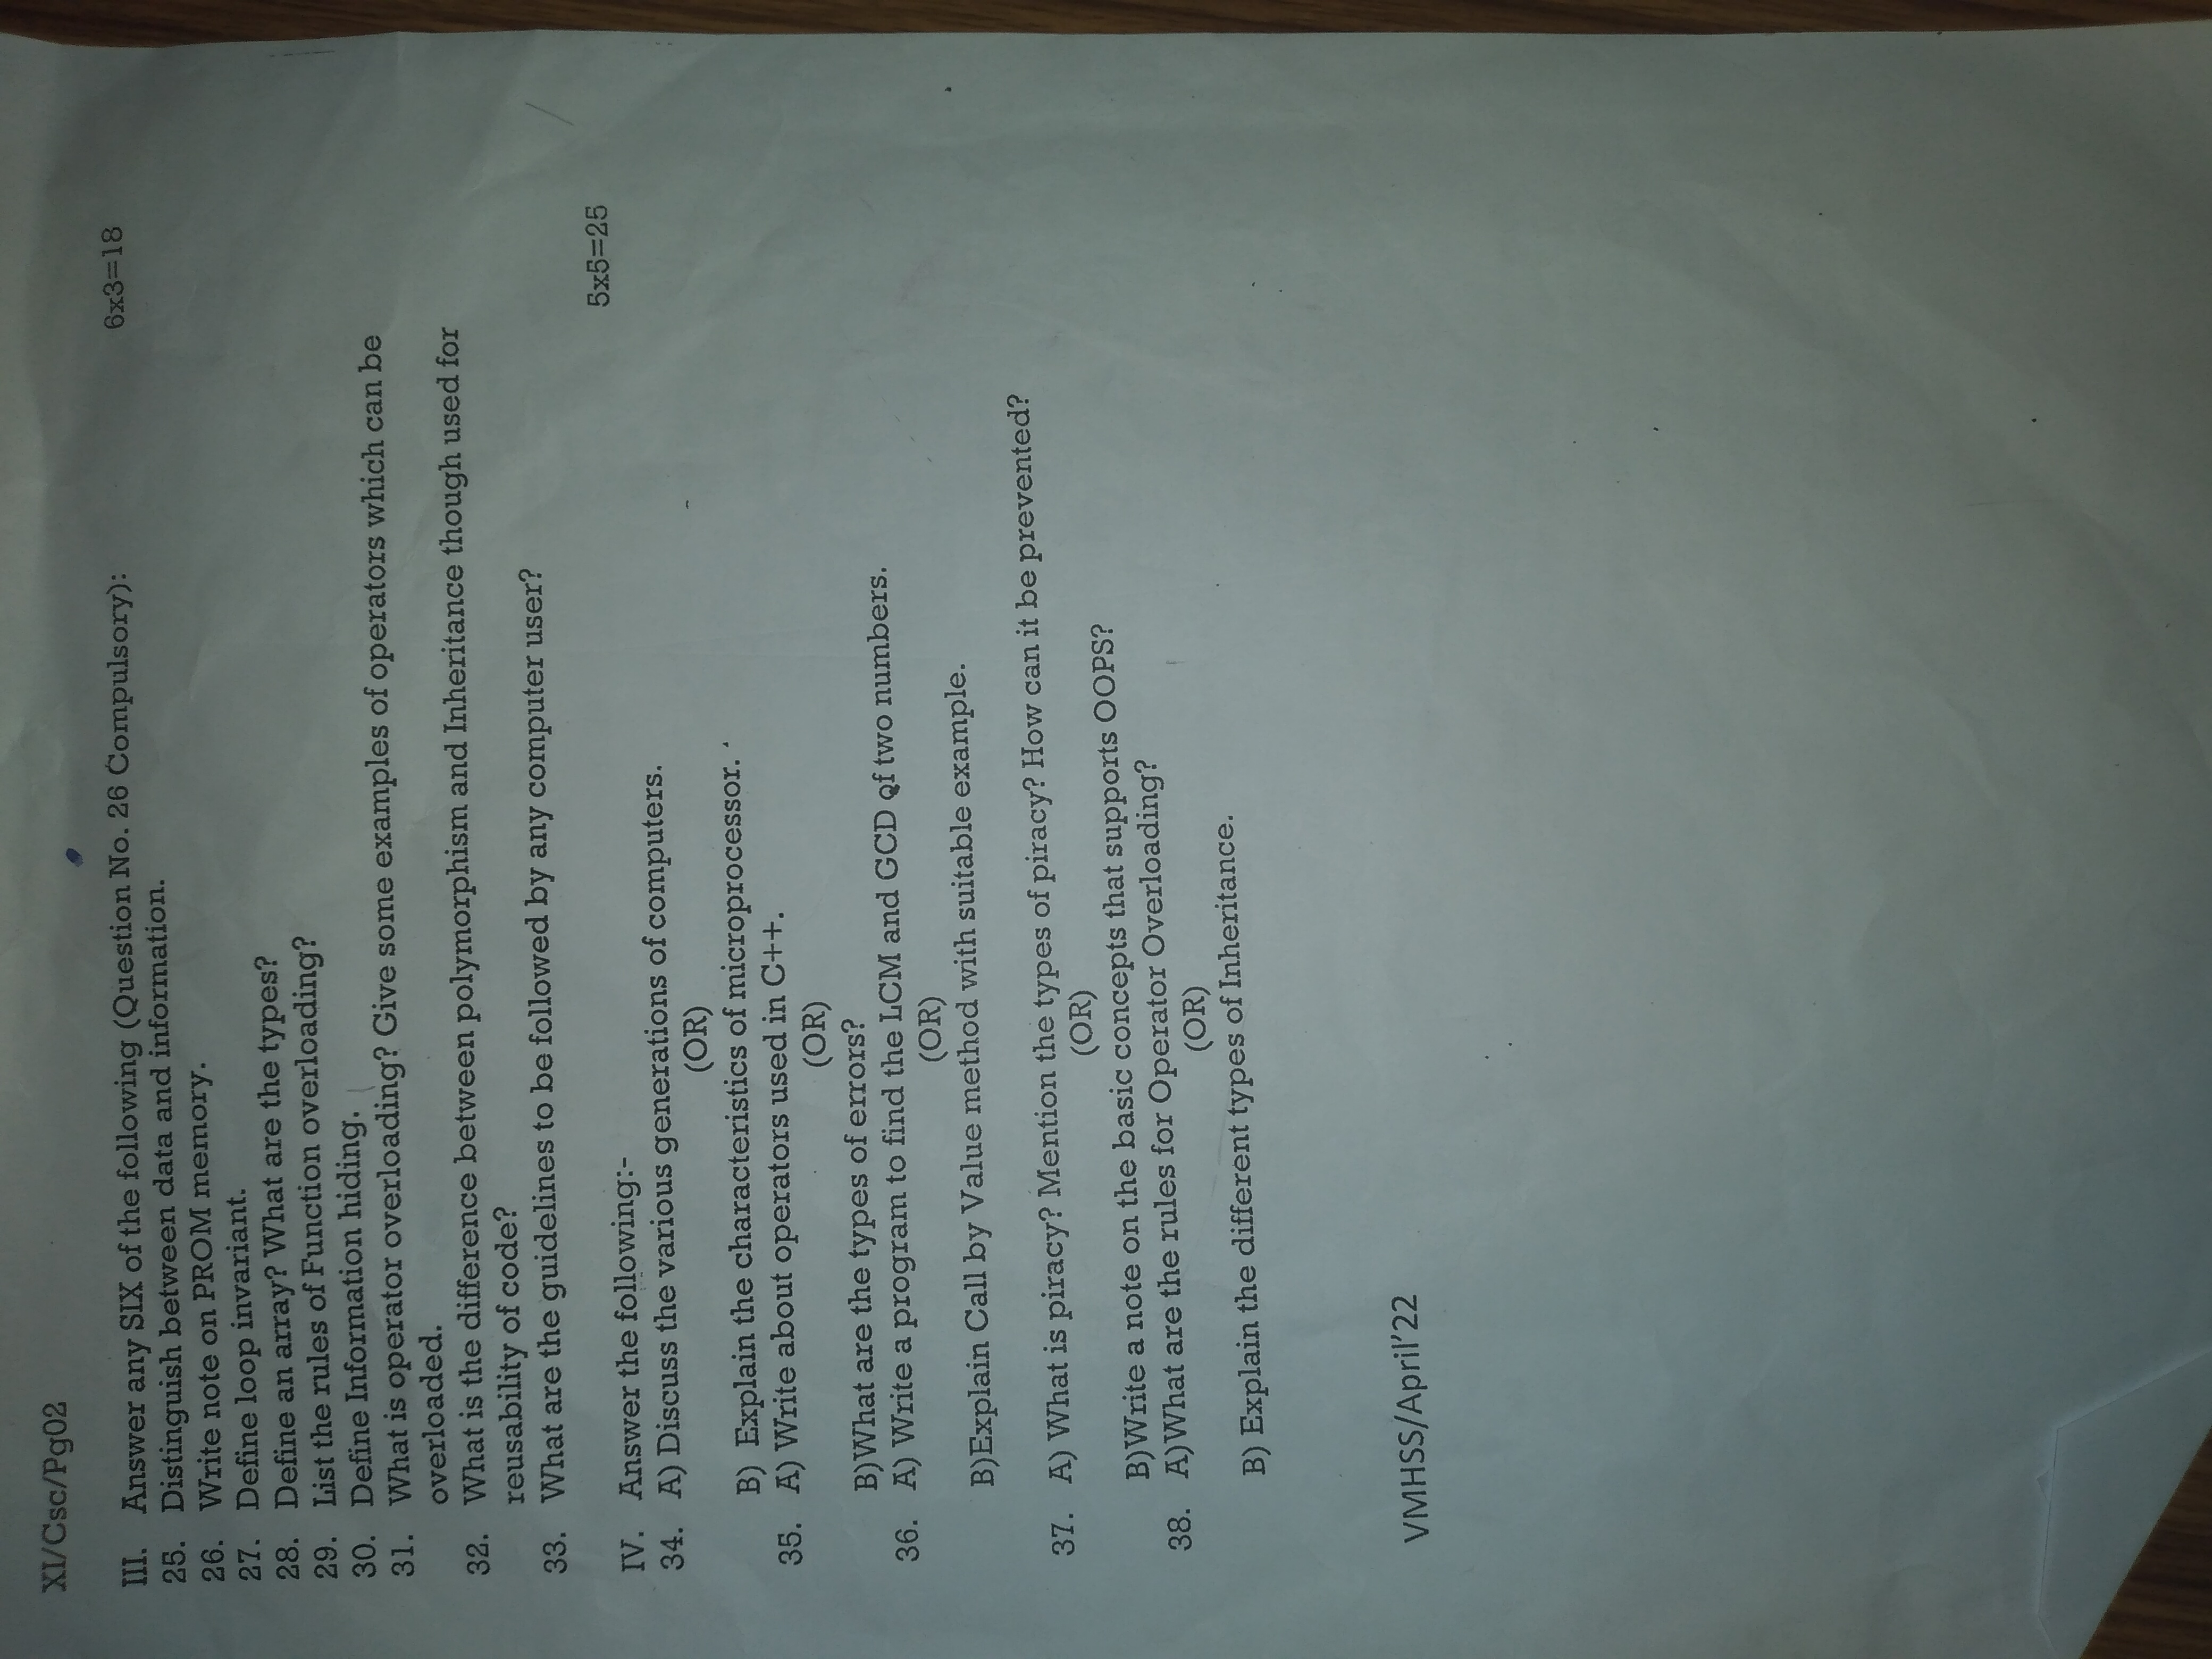 XI/Csc/Pg02
III. Answer any SIX of the following (Question No. 26 Compulsory): 6x3=18
25. Distinguish between data and information.
26. Write note on PROM memory.
27. Define loop invariant.
28. Define an array? What are the types?
29. List the rules of Function overloading?
30. Define Information hiding.
31. What is operator overloading? Give some examples of operators which can be
overloaded.
32. What is the difference between polymorphism and Inheritance though used for
reusability of code?
33. What are the guidelines to be followed by any computer user?
IV. Answer the following:- 5x5=25
34. A) Discuss the various generations of computers.
(OR)
B) Explain the characteristics of microprocessor.
35. A) Write about operators used in C++.
(OR)
B)What are the types of errors?
36. A) Write a program to find the LCM and GCD of two numbers.
(OR)
B)Explain Call by Value method with suitable example.
37. A) What is piracy? Mention the types of piracy? How can it be prevented?
(OR)
B)Write a note on the basic concepts that supports OOPS?
38. A)What are the rules for Operator Overloading?
(OR)
B) Explain the different types of Inheritance.
VMHSS/April'22